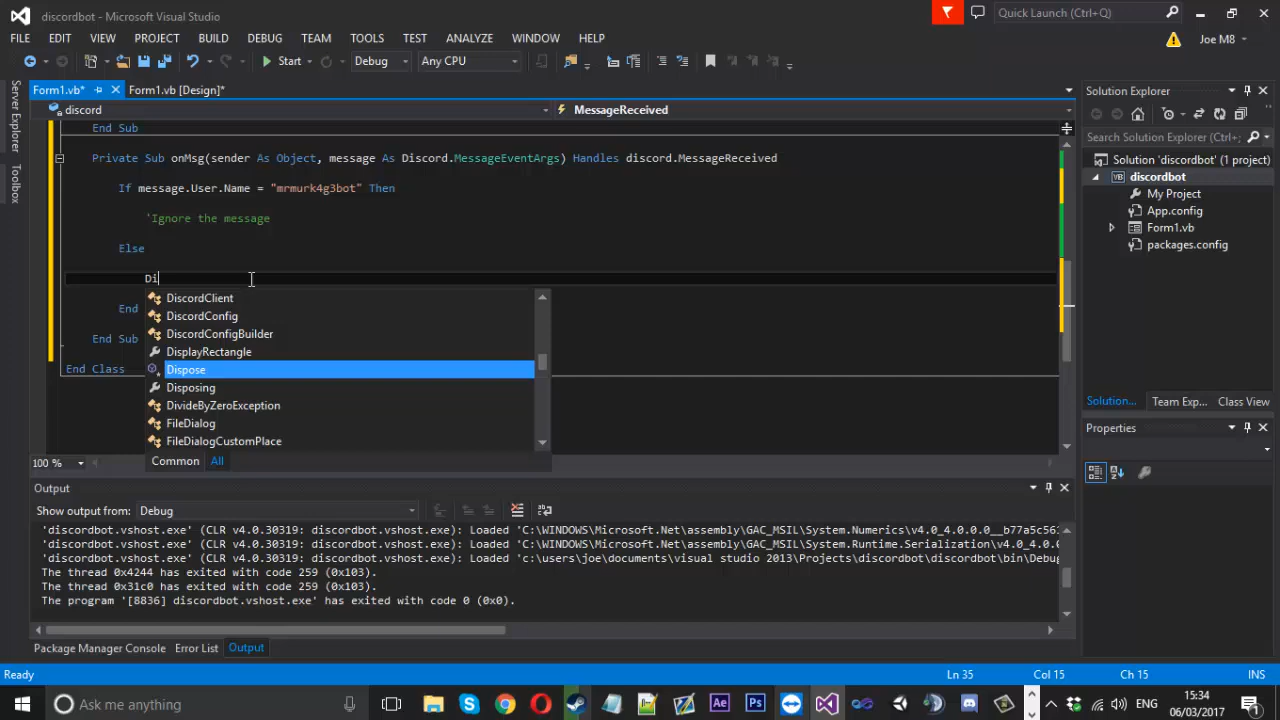 discordbot - Microsoft Visual Studio
Quick Launch (Ctrl+Q)
FILE EDIT VIEW PROJECT BUILD DEBUG TEAM TOOLS TEST ANALYZE WINDOW HELP
Joe M8
Start Debug Any CPU
Server Explorer
Toolbox
Form1.vb* Form1.vb [Design]*
discord MessageReceived
End Sub
Private Sub onMsg(sender As Object, message As Discord.MessageEventArgs) Handles discord.MessageReceived
If message.User.Name = "mrmurk4g3bot" Then
'Ignore the message
Else
Di
End
End Sub
End Class
DiscordClient
DiscordConfig
DiscordConfigBuilder
DisplayRectangle
Dispose
Disposing
DivideByZeroException
FileDialog
FileDialogCustomPlace
Common All
100 %
Solution Explorer
Search Solution Explorer (Ctrl+;
Solution 'discordbot' (1 project)
VB discordbot
My Project
App.config
Form1.vb
packages.config
Solution... Team Exp... Class View
Properties
Output
Show output from: Debug
'discordbot.vshost.exe' (CLR v4.0.30319: discordbot.vshost.exe): Loaded 'C:\WINDOWS\Microsoft.Net\assembly\GAC_MSIL\System.Numerics\v4.0_4.0.0.0__b77a5c56
'discordbot.vshost.exe' (CLR v4.0.30319: discordbot.vshost.exe): Loaded 'C:\WINDOWS\Microsoft.Net\assembly\GAC_MSIL\System.Runtime.Serialization\v4.0_4.0.
'discordbot.vshost.exe' (CLR v4.0.30319: discordbot.vshost.exe): Loaded 'c:\users\joe\documents\visual studio 2013\Projects\discordbot\discordbot\bin\Debug
The thread 0x4244 has exited with code 259 (0x103).
The thread 0x31c0 has exited with code 259 (0x103).
The program '[8836] discordbot.vshost.exe' has exited with code 0 (0x0).
Package Manager Console Error List Output
Ready Ln 35 Col 15 Ch 15 INS
Ask me anything
Ae Ps
15:34
06/03/2017